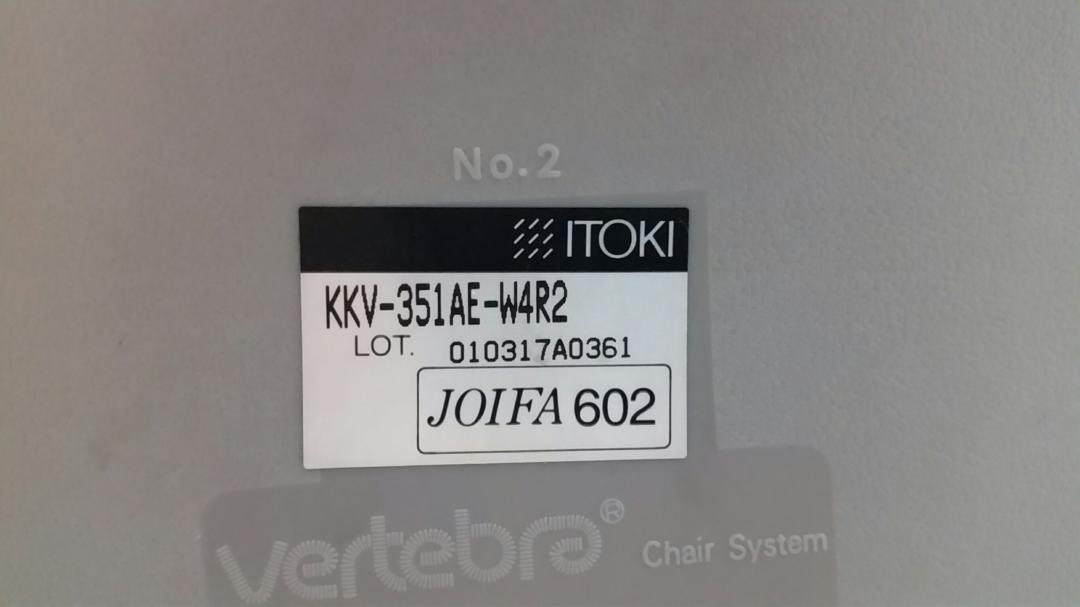 No.2
ITOKI
KKV-351AE-W4R2
LOT. 010317A0361
JOIFA 602
vertebra®
Chair System